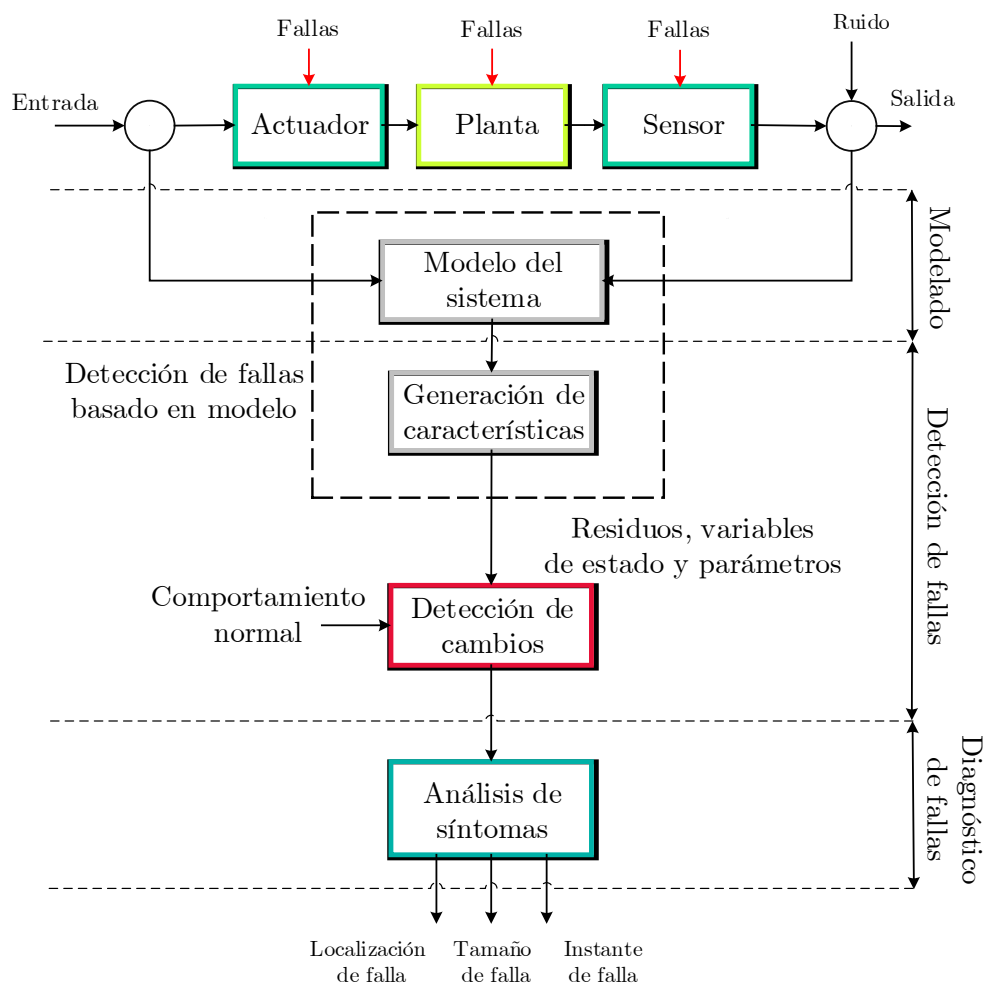 Fallas
Fallas
Fallas
Ruido
Entrada
Actuador
Planta
Sensor
Salida
Modelo del
sistema
Modelado
Detección de fallas
basado en modelo
Generación de
características
Detección de fallas
Residuos, variables
de estado y parámetros
Comportamiento
normal
Detección de
cambios
Análisis de
síntomas
Diagnóstico
de fallas
Localización
de falla
Tamaño
de falla
Instante
de falla